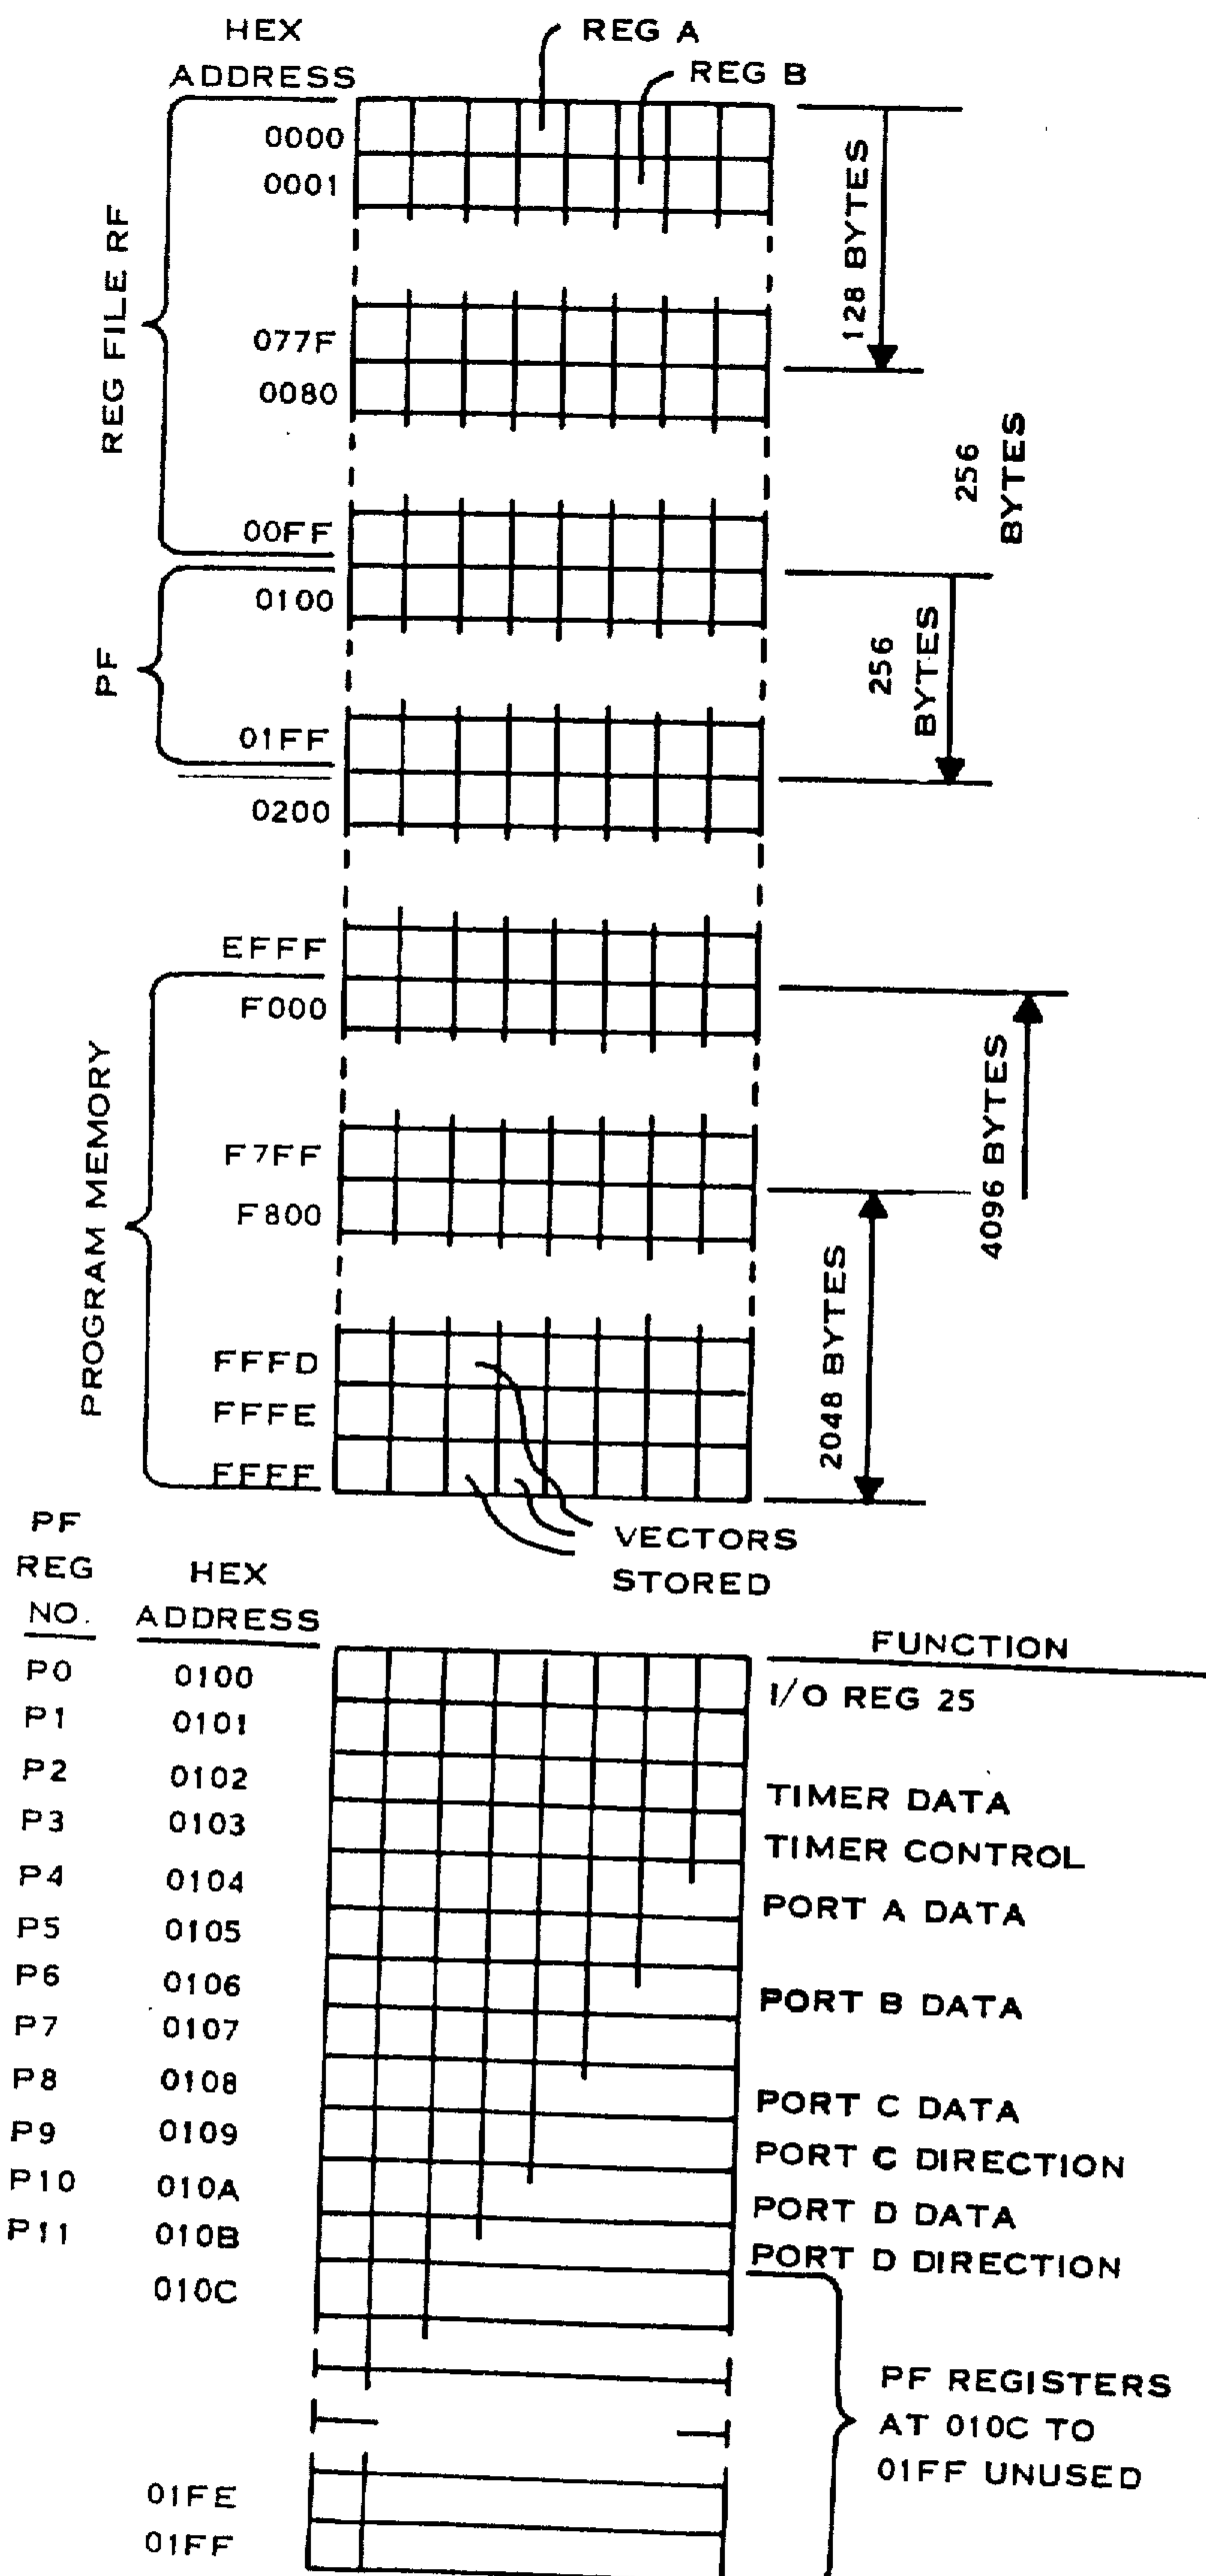 HEX
ADDRESS
REG A
REG B
0000
0001
128 BYTES
REG FILE RF
077F
0080
256
BYTES
00FF
0100
PF
256
BYTES
01FF
0200
EFFF
F000
PROGRAM MEMORY
4096 BYTES
F7FF
F800
2048 BYTES
FFFD
FFFE
FFFF
VECTORS
STORED
PF
REG
NO.
HEX
ADDRESS
FUNCTION
P0 0100 I/O REG 25
P1 0101
P2 0102 TIMER DATA
P3 0103 TIMER CONTROL
P4 0104 PORT A DATA
P5 0105
P6 0106 PORT B DATA
P7 0107
P8 0108 PORT C DATA
P9 0109 PORT C DIRECTION
P10 010A PORT D DATA
P11 010B PORT D DIRECTION
010C
PF REGISTERS
AT 010C TO
01FF UNUSED
01FE
01FF